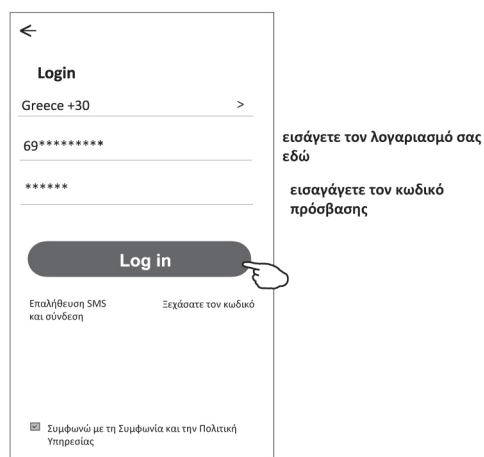 Login
Greece +30 >
69*********
εισάγετε τον λογαριασμό σας
εδώ
******
εισαγάγετε τον κωδικό
πρόσβασης
Log in
Επαλήθευση SMS
και σύνδεση
Ξεχάσατε τον κωδικό
Συμφωνώ με τη Συμφωνία και την Πολιτική
Υπηρεσίας